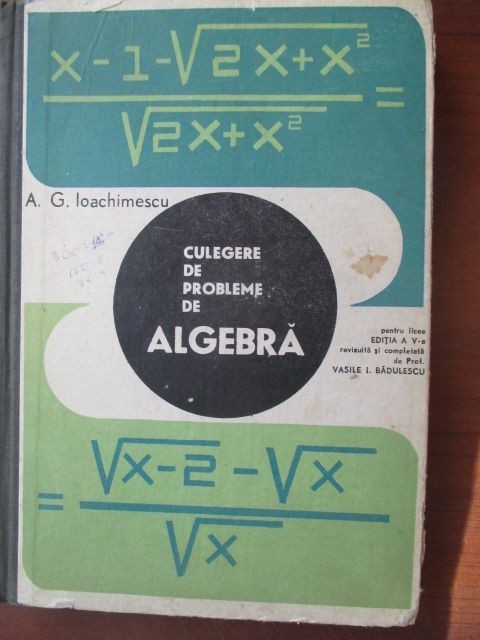 x-1-√2x+x²
√2x+x²
=
A. G. Ioachimescu
CULEGERE
DE
PROBLEME
DE
ALGEBRĂ
pentru licee
EDIȚIA A V-a
revizuită și completată
de Prof.
VASILE I. BĂDULESCU
=
√x-2 - √x
√x